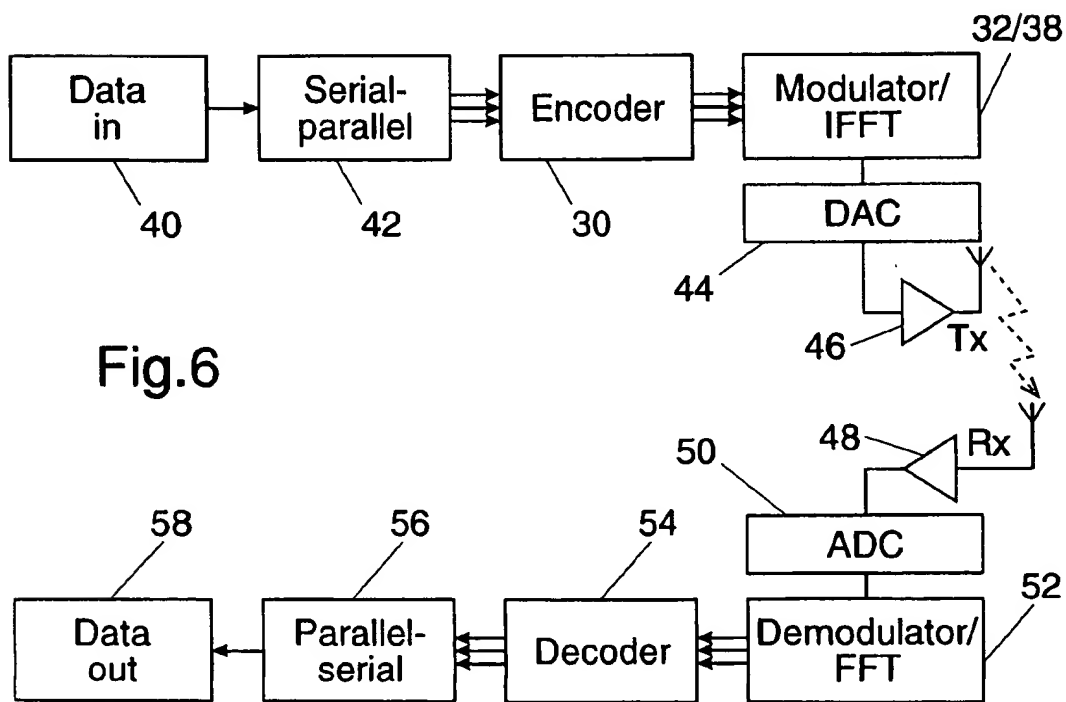 32/38
Data
in
Serial-
parallel
Encoder
Modulator/
IFFT
40
42
30
DAC
44
46
Tx
Fig.6
48
Rx
50
ADC
58
56
54
52
Data
out
Parallel-
serial
Decoder
Demodulator/
FFT